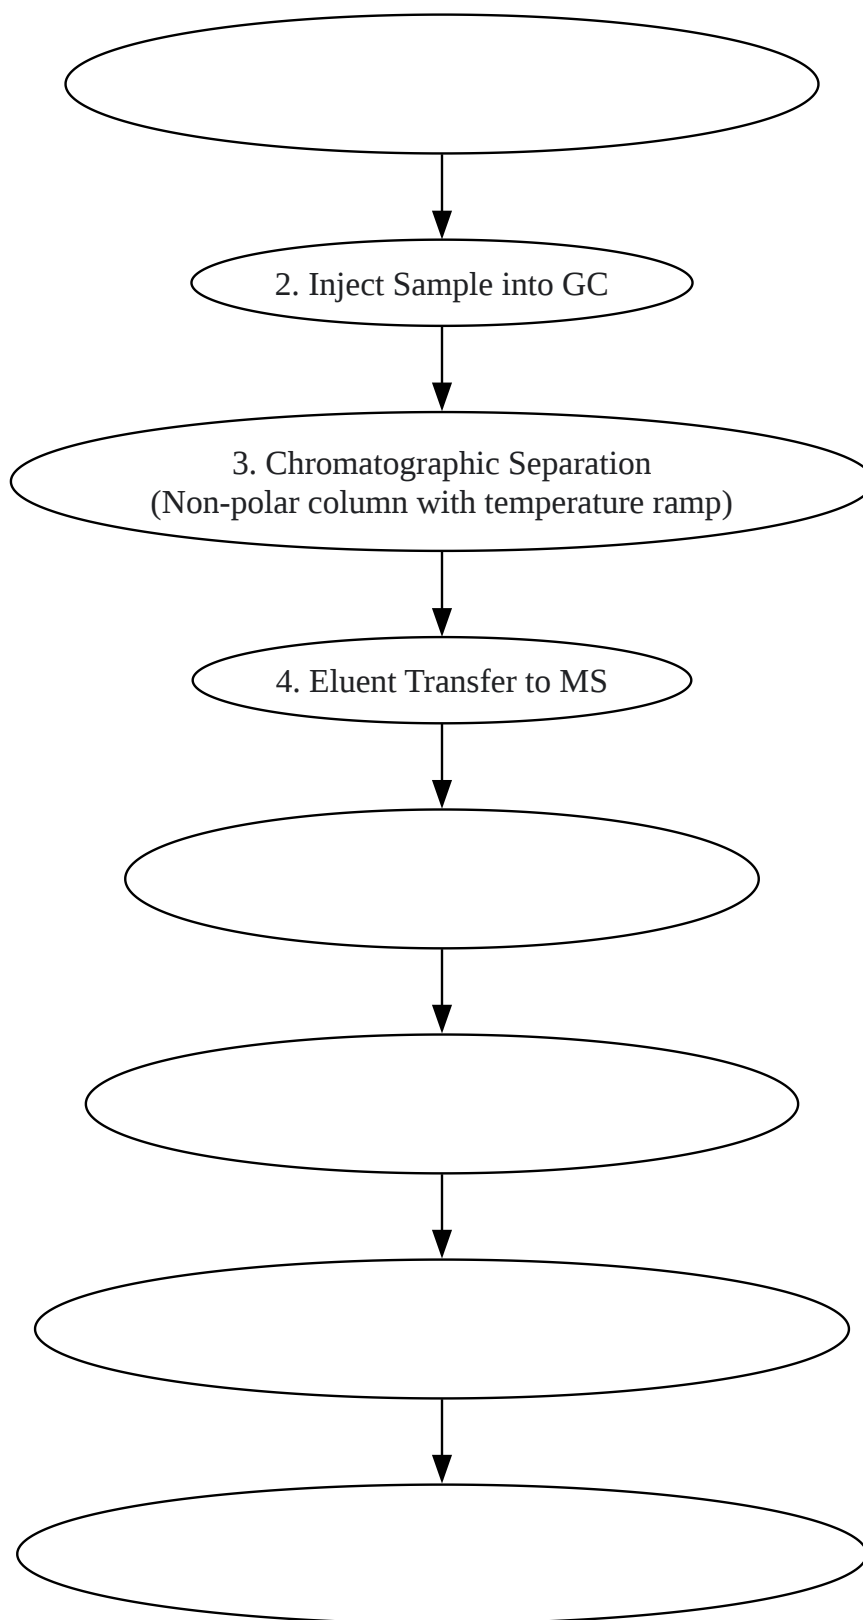 2. Inject Sample into GC
3. Chromatographic Separation
(Non-polar column with temperature ramp)
4. Eluent Transfer to MS